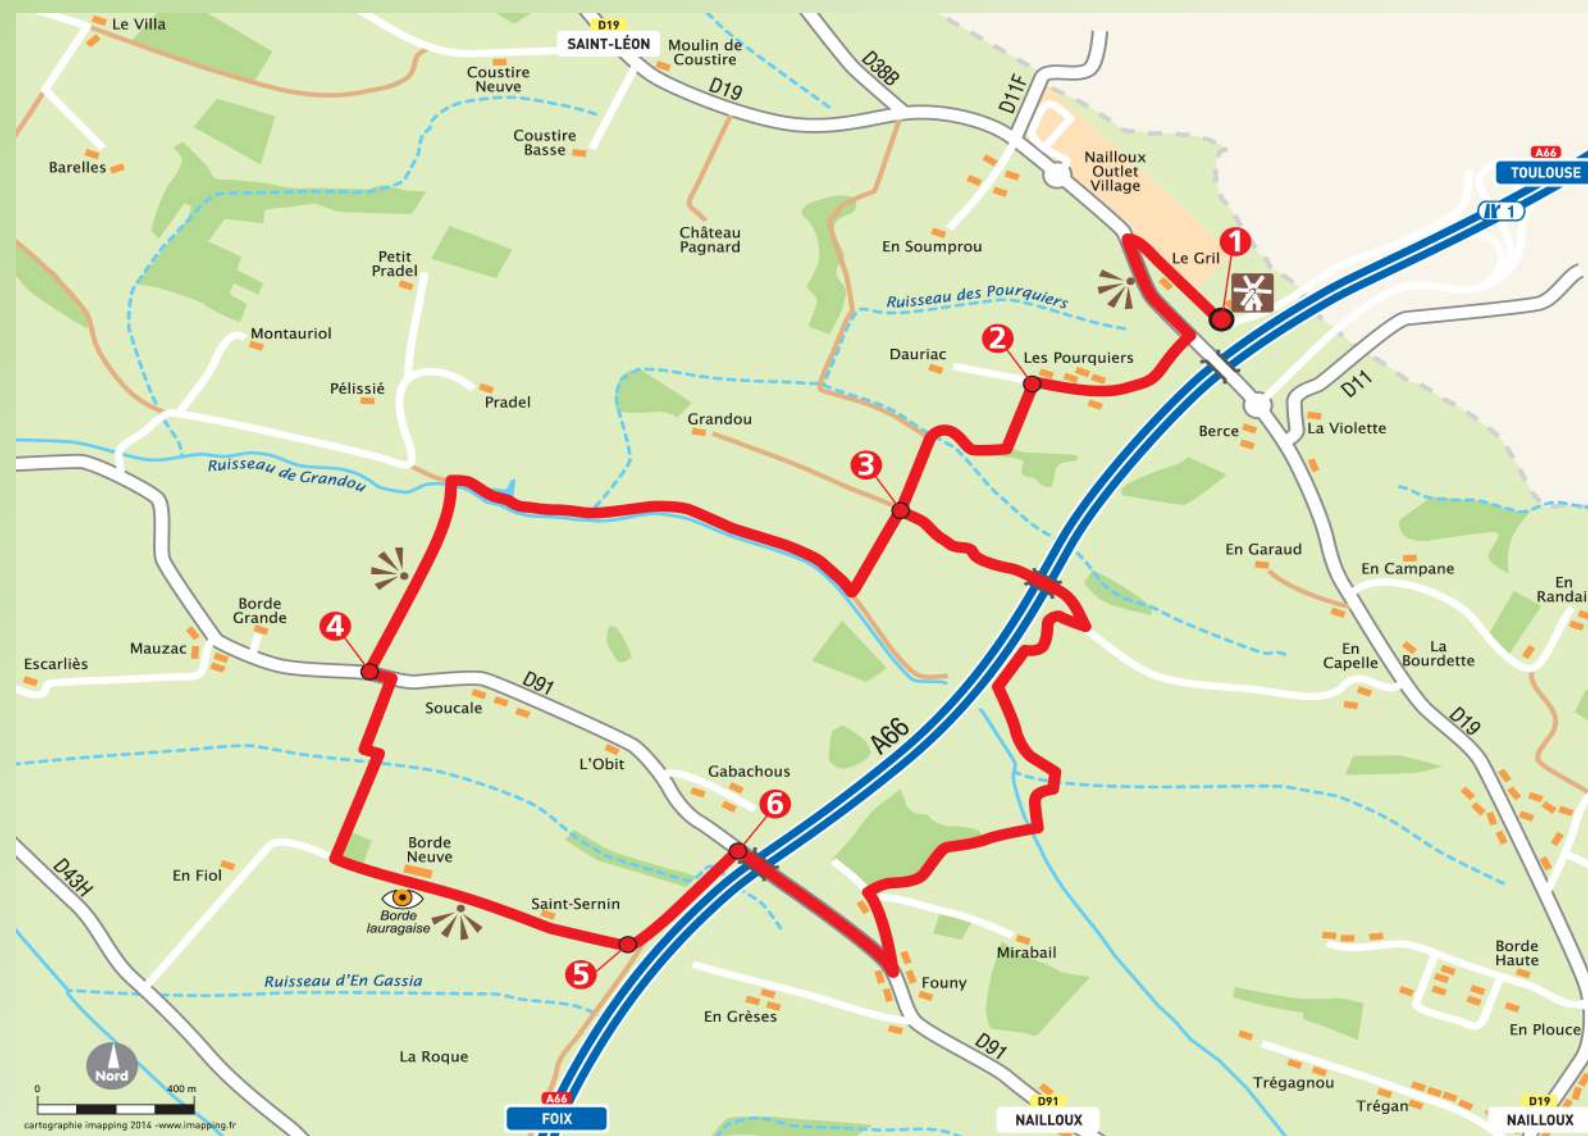 Le Villa
D19
SAINT-LÉON
Moulin de
Coustire
Coustire
Neuve
D19
D38B
D11F
Coustire
Basse
Barelles
Nailloux
Outlet
Village
A66
TOULOUSE
1
Château
Pagnard
En Soumprou
Le Gril
1
Petit
Pradel
Ruisseau des Pourquiers
Montauriol
Dauriac
2
Les Pourquiers
Pélissié
Pradel
D11
Grandou
Berce
La Violette
Ruisseau de Grandou
3
En Garaud
En Campane
En
Randai
Borde
Grande
4
Mauzac
Escarliès
En
Capelle
La
Bourdette
D91
Soucale
D19
A66
L'Obit
Gabachous
6
Borde
Neuve
En Fiol
D43H
Borde
lauragaise
Saint-Sernin
Mirabail
Borde
Haute
5
Ruisseau d'En Gassia
Founy
En Grèses
En Plouce
La Roque
D91
Nord
Trégagnou
Trégan
0
400 m
A66
FOIX
D91
NAILLOUX
D19
NAILLOUX
cartographie imapping 2014 -www.imapping.fr